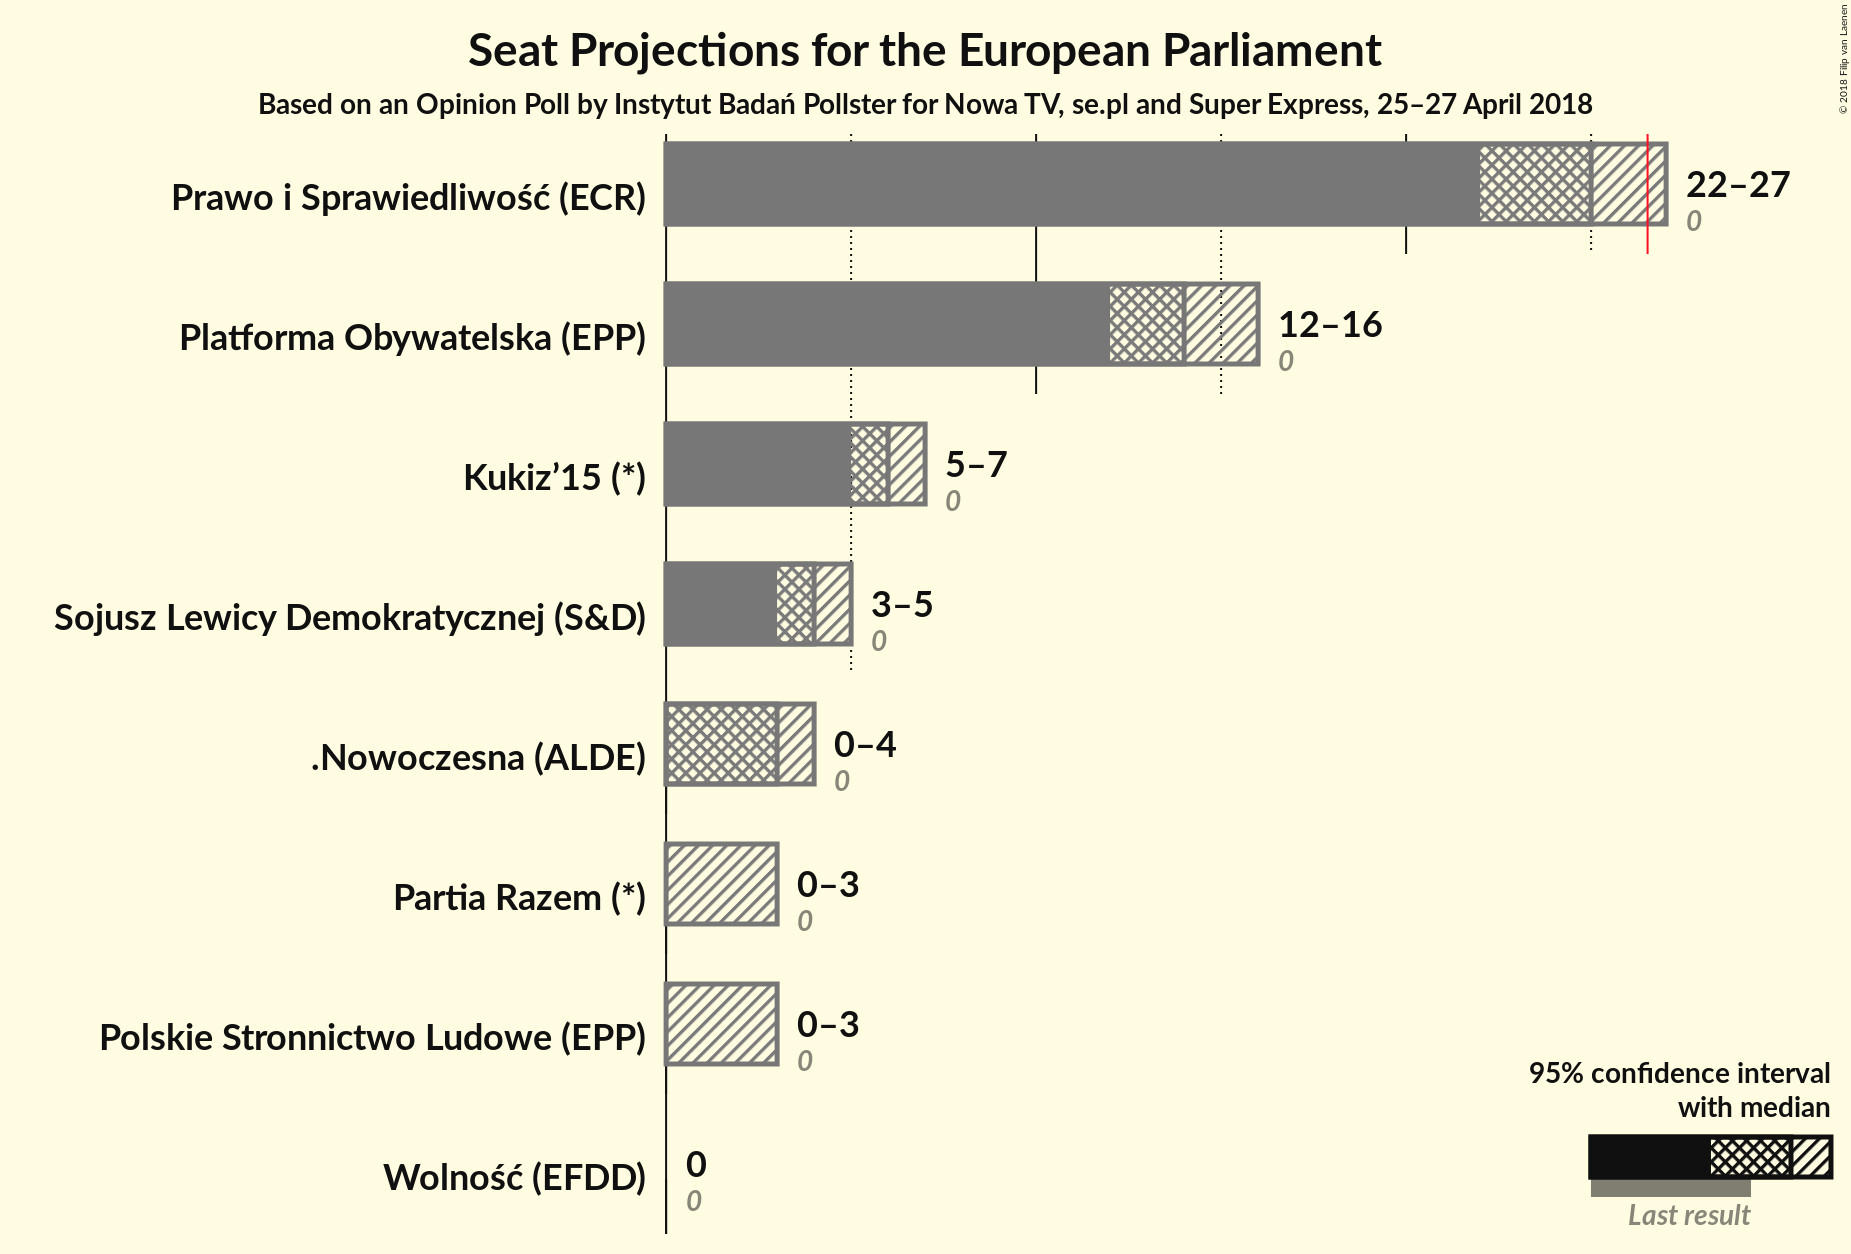 Seat Projections for the European Parliament
Based on an Opinion Poll by Instytut Badań Pollster for Nowa TV, se.pl and Super Express, 25–27 April 2018
© 2018 Filip van Laenen
Prawo i Sprawiedliwość (ECR)
22–27
0
Platforma Obywatelska (EPP)
12–16
0
Kukiz’15 (*)
5–7
0
Sojusz Lewicy Demokratycznej (S&D)
3–5
0
.Nowoczesna (ALDE)
0–4
0
Partia Razem (*)
0–3
0
Polskie Stronnictwo Ludowe (EPP)
0–3
0
Wolność (EFDD)
0
0
95% confidence interval
with median
Last result